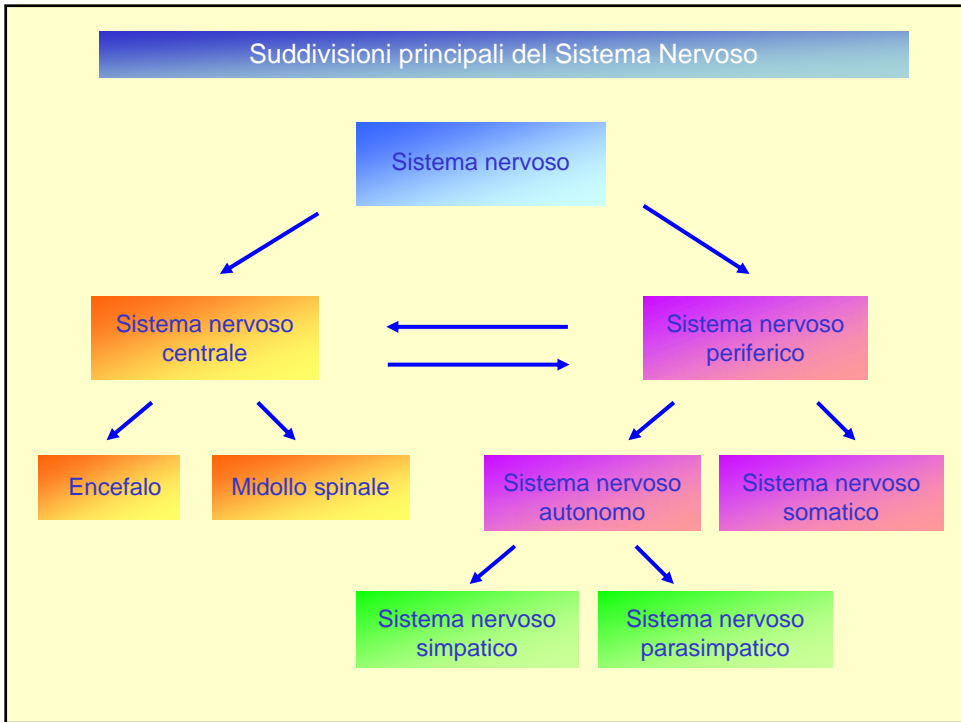 Suddivisioni principali del Sistema Nervoso
Sistema nervoso
Sistema nervoso
centrale
Sistema nervoso
periferico
Encefalo
Midollo spinale
Sistema nervoso
autonomo
Sistema nervoso
somatico
Sistema nervoso
simpatico
Sistema nervoso
parasimpatico